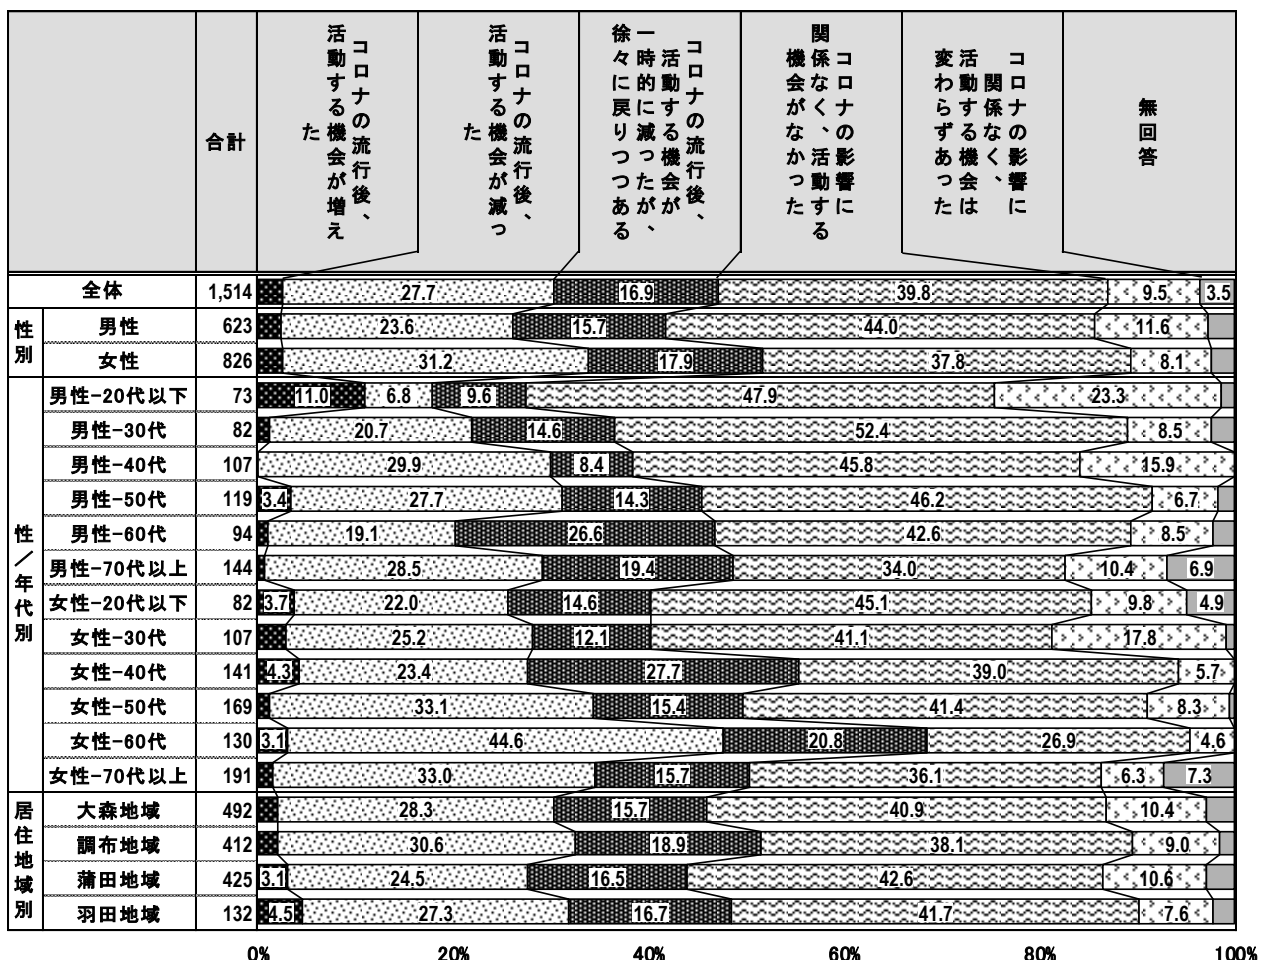 合計
コロナの流行後、
活動する機会が増え
た
コロナの流行後、
活動する機会が減っ
た
コロナの流行後、
活動する機会が
一時的に減ったが、
徐々に戻りつつある
コロナの影響に
関係なく、活動する
機会がなかった
コロナの影響に
関係なく、
活動する機会は
変わらずあった
無回答
全体 1,514 27.7 16.9 39.8 9.5 3.5
性別
男性 623 23.6 15.7 44.0 11.6
女性 826 31.2 17.9 37.8 8.1
性/年代別
男性-20代以下 73 11.0 6.8 9.6 47.9 23.3
男性-30代 82 20.7 14.6 52.4 8.5
男性-40代 107 29.9 8.4 45.8 15.9
男性-50代 119 3.4 27.7 14.3 46.2 6.7
男性-60代 94 19.1 26.6 42.6 8.5
男性-70代以上 144 28.5 19.4 34.0 10.4 6.9
女性-20代以下 82 3.7 22.0 14.6 45.1 9.8 4.9
女性-30代 107 25.2 12.1 41.1 17.8
女性-40代 141 4.3 23.4 27.7 39.0 5.7
女性-50代 169 33.1 15.4 41.4 8.3
女性-60代 130 3.1 44.6 20.8 26.9 4.6
女性-70代以上 191 33.0 15.7 36.1 6.3 7.3
居住地域別
大森地域 492 28.3 15.7 40.9 10.4
調布地域 412 30.6 18.9 38.1 9.0
蒲田地域 425 3.1 24.5 16.5 42.6 10.6
羽田地域 132 4.5 27.3 16.7 41.7 7.6
0% 20% 40% 60% 80% 100%